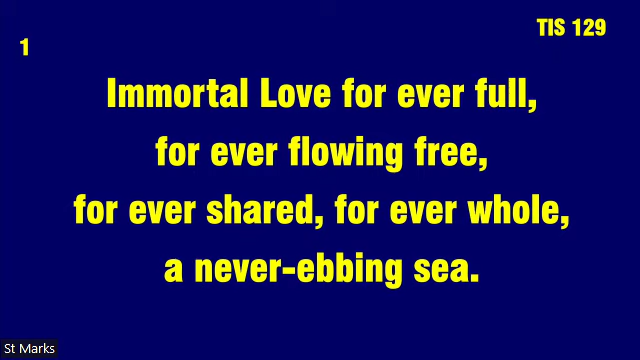 TIS 129
1
Immortal Love for ever full,
for ever flowing free,
for ever shared, for ever whole,
a never-ebbing sea.
St Marks